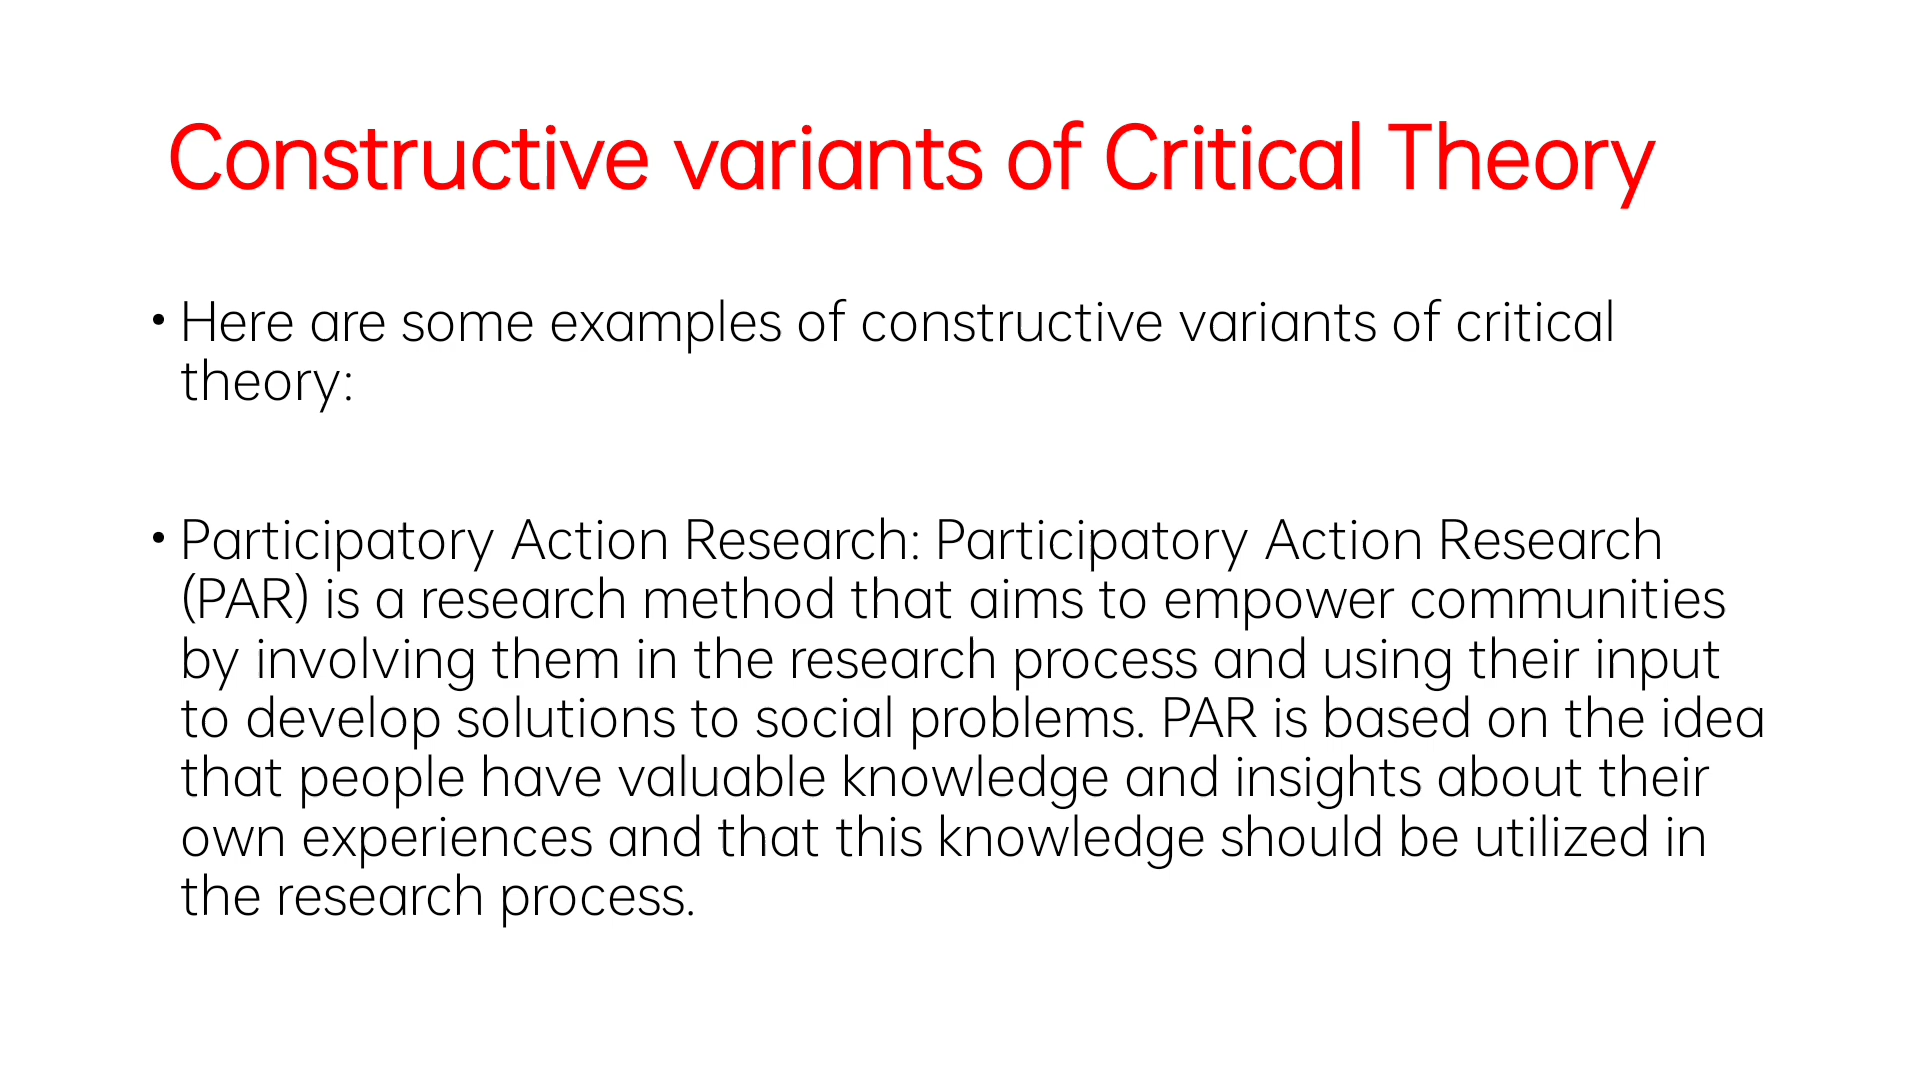 Constructive variants of Critical Theory
• Here are some examples of constructive variants of critical
theory:
• Participatory Action Research: Participatory Action Research
(PAR) is a research method that aims to empower communities
by involving them in the research process and using their input
to develop solutions to social problems. PAR is based on the idea
that people have valuable knowledge and insights about their
own experiences and that this knowledge should be utilized in
the research process.